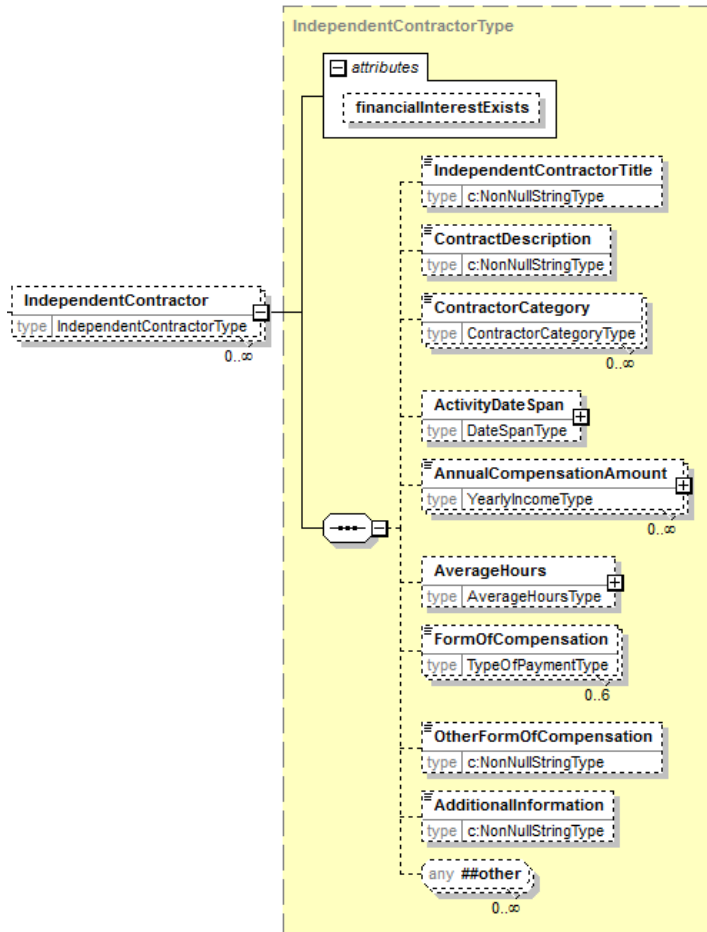 IndependentContractorType
attributes
financialInterestExists
IndependentContractorTitle
type c:NonNullStringType
ContractDescription
type c:NonNullStringType
IndependentContractor
type IndependentContractorType
0..∞
ContractorCategory
type ContractorCategoryType
0..∞
ActivityDateSpan
type DateSpanType
AnnualCompensationAmount
type YearlyIncomeType
0..∞
AverageHours
type AverageHoursType
FormOfCompensation
type TypeOfPaymentType
0..6
OtherFormOfCompensation
type c:NonNullStringType
AdditionalInformation
type c:NonNullStringType
any ##other
0..∞